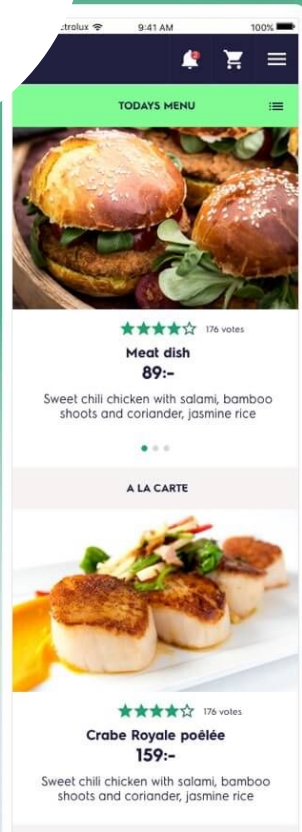 9:41 AM
100%
TODAYS MENU
176 votes
Meat dish
89:-
Sweet chili chicken with salami, bamboo
shoots and coriander, jasmine rice
A LA CARTE
176 votes
Crabe Royale poêlée
159:-
Sweet chili chicken with salami, bamboo
shoots and coriander, jasmine rice